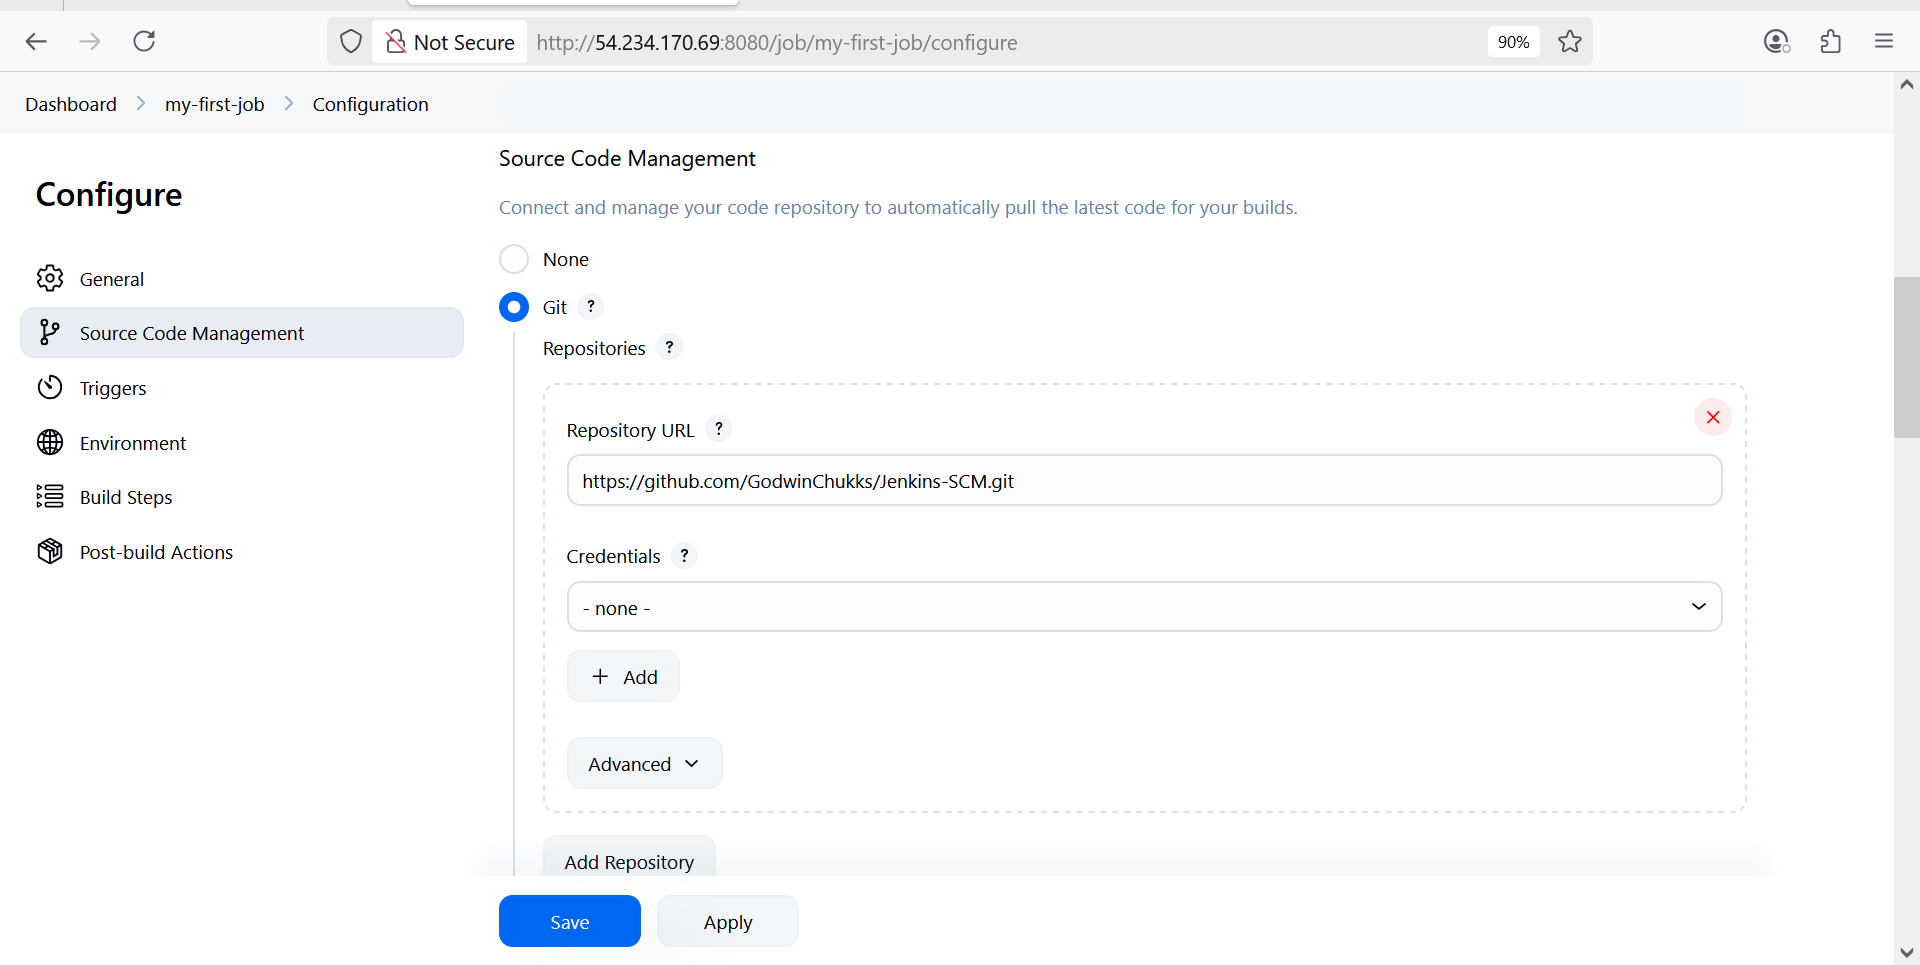 Not Secure http://54.234.170.69:8080/job/my-first-job/configure 90%
Dashboard my-first-job Configuration
Configure
General
Source Code Management
Triggers
Environment
Build Steps
Post-build Actions
Source Code Management
Connect and manage your code repository to automatically pull the latest code for your builds.
None
Git ?
Repositories ?
Repository URL ?
https://github.com/GodwinChukks/Jenkins-SCM.git
Credentials ?
- none -
+ Add
Advanced
Add Repository
Save Apply